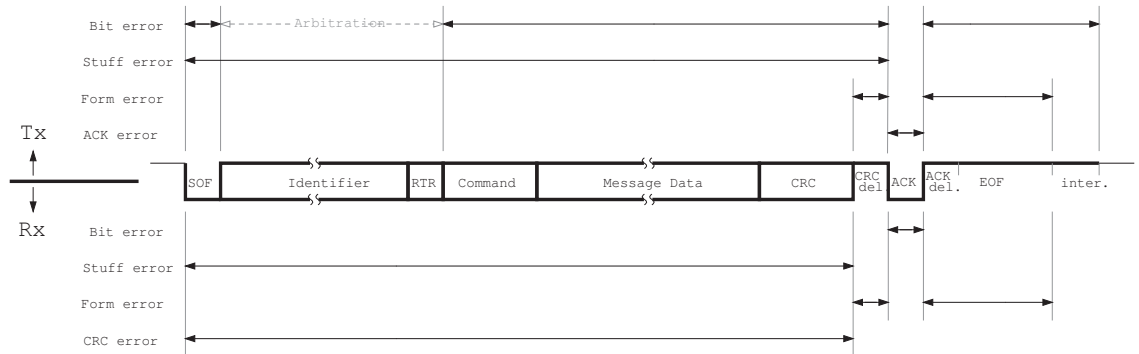 Bit error
Arbitration
Stuff error
Form error
ACK error
Tx
SOF
Identifier
RTR
Command
Message Data
CRC
CRC
del.
ACK
ACK
del.
EOF
inter.
Rx
Bit error
Stuff error
Form error
CRC error